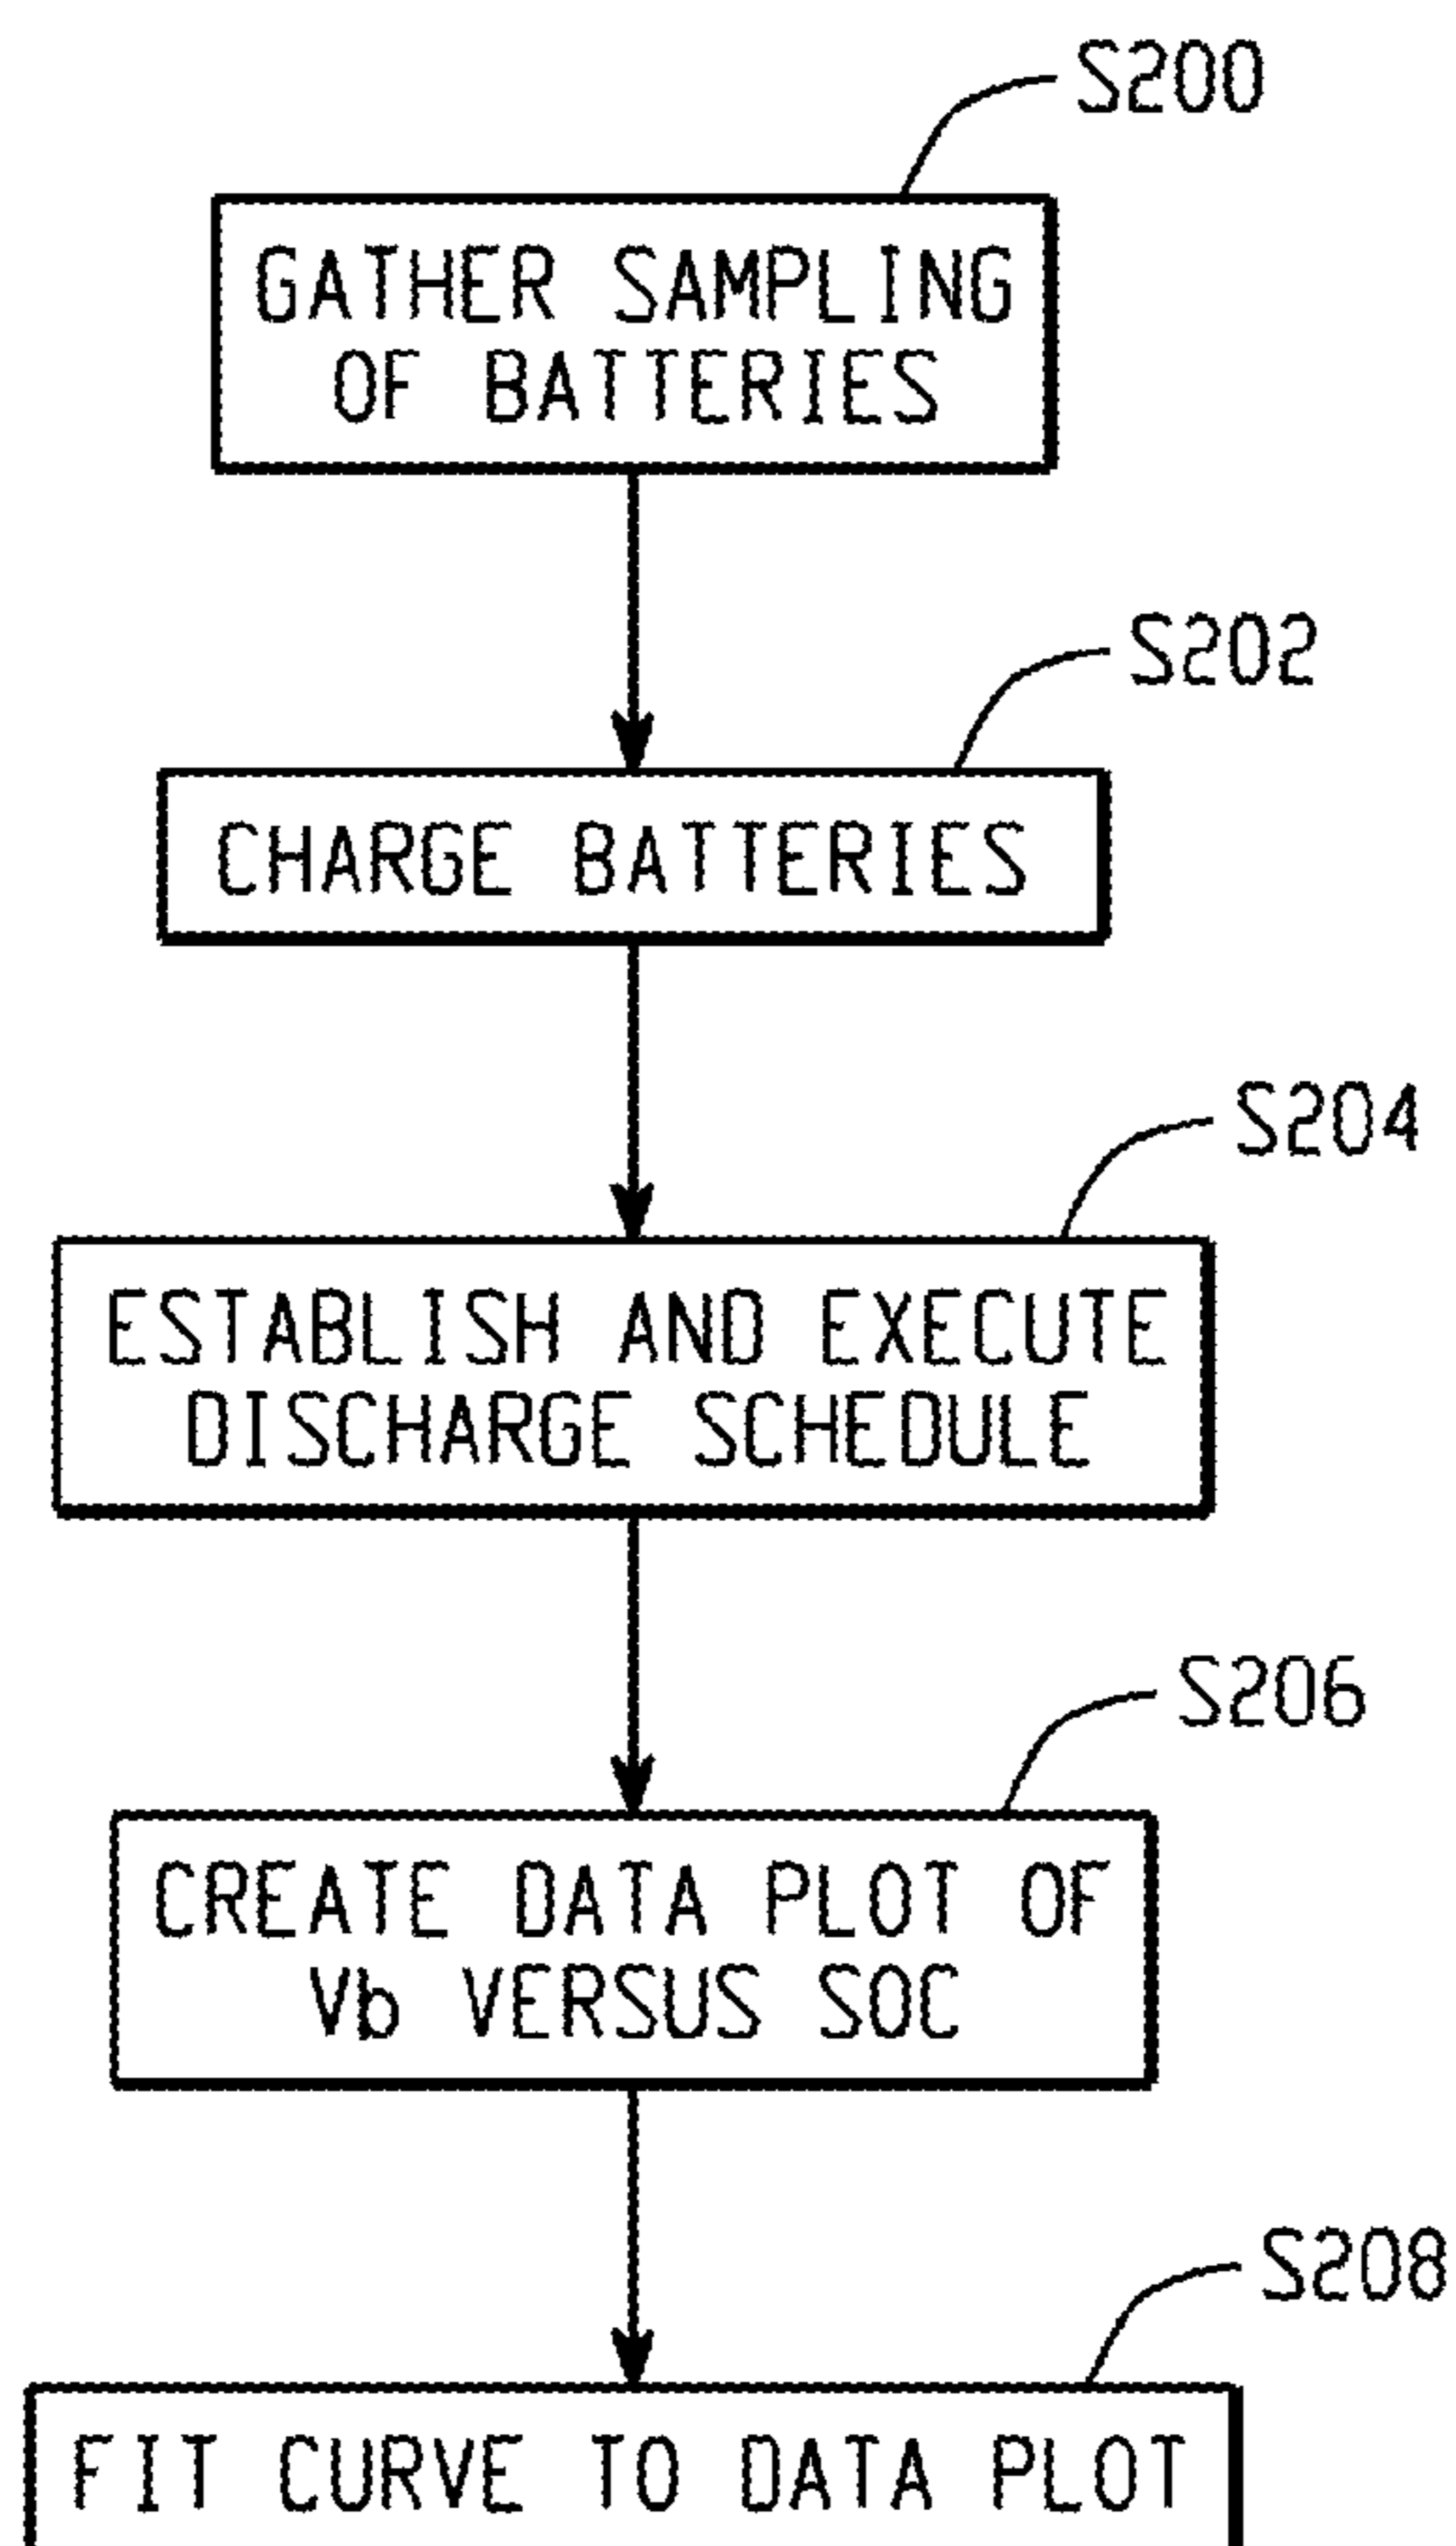 S200
GATHER SAMPLING
OF BATTERIES
S202
CHARGE BATTERIES
S204
ESTABLISH AND EXECUTE
DISCHARGE SCHEDULE
S206
CREATE DATA PLOT OF
Vb VERSUS SOC
S208
FIT CURVE TO DATA PLOT